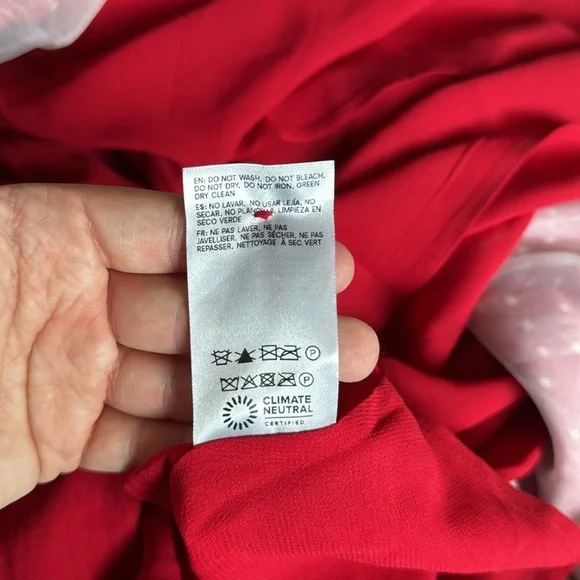 EN: DO NOT WASH, DO NOT BLEACH,
DO NOT DRY, DO NOT IRON, GREEN
DRY CLEAN
ES: NO LAVAR, NO USAR LEJÍA, NO
SECAR, NO PLANCHA, LIMPIEZA EN
SECO VERDE
FR: NE PAS LAVER, NE PAS
JAVELLISER, NE PAS SÉCHER, NE PAS
REPASSER, NETTOYAGE À SEC VERT
P
P
CLIMATE
NEUTRAL
CERTIFIED